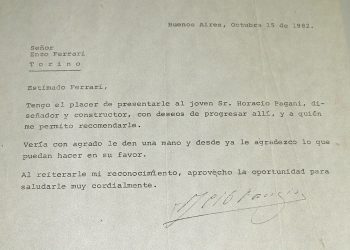 Buenos Aires, Octubre 15 de 1982.
Señor
Enzo Ferrari
Torino
Estimado Ferrari,
Tengo el placer de presentarle al joven Sr. Horacio Pagani, di-
señador y constructor, con deseos de progresar allí, y a quién
me permito recomendarle.
Vería con agrado le den una mano y desde ya le agradezco lo que
puedan hacer en su favor.
Al reiterarle mi reconocimiento, aprovecho la oportunidad para
saludarle muy cordialmente.